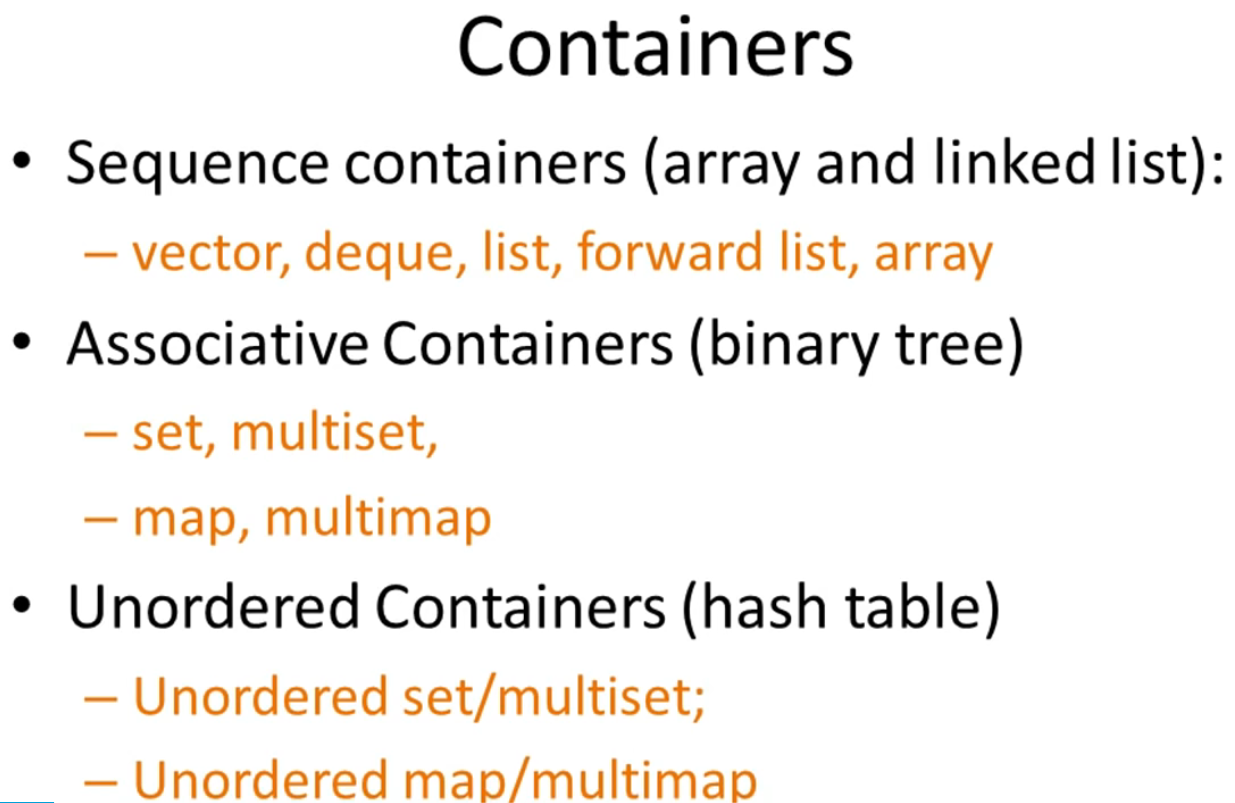 Containers
• Sequence containers (array and linked list):
– vector, deque, list, forward list, array
• Associative Containers (binary tree)
– set, multiset,
– map, multimap
• Unordered Containers (hash table)
– Unordered set/multiset;
– Unordered map/multimap